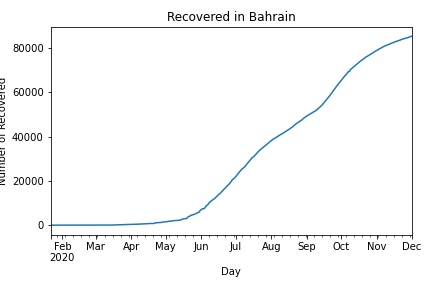 Recovered in Bahrain
Number of Recovered
80000
60000
40000
20000
0
Feb Mar Apr May Jun Jul Aug Sep Oct Nov Dec
2020
Day